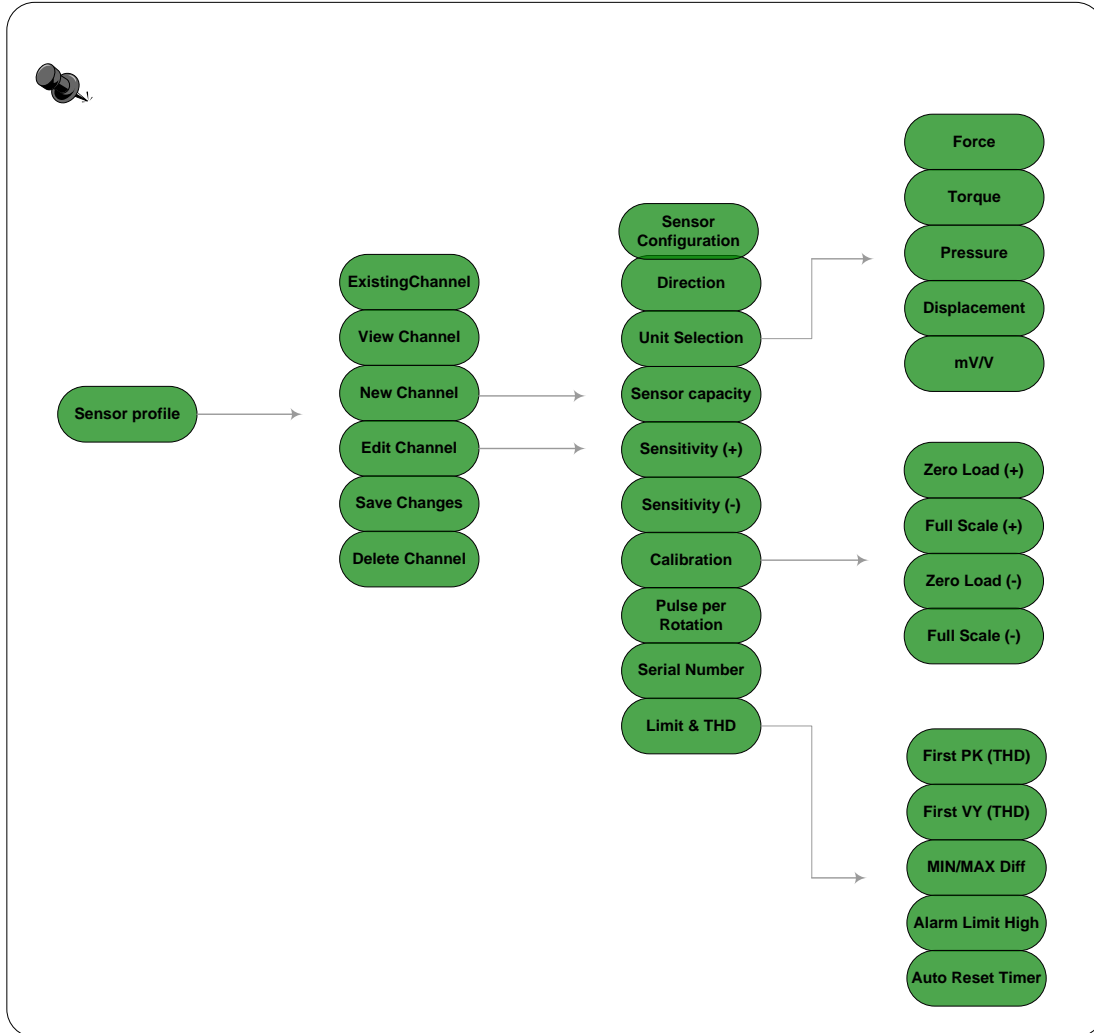 Sensor profile
ExistingChannel
View Channel
New Channel
Edit Channel
Save Changes
Delete Channel
Sensor
Configuration
Direction
Unit Selection
Sensor capacity
Sensitivity (+)
Sensitivity (-)
Calibration
Pulse per
Rotation
Serial Number
Limit & THD
Force
Torque
Pressure
Displacement
mV/V
Zero Load (+)
Full Scale (+)
Zero Load (-)
Full Scale (-)
First PK (THD)
First VY (THD)
MIN/MAX Diff
Alarm Limit High
Auto Reset Timer